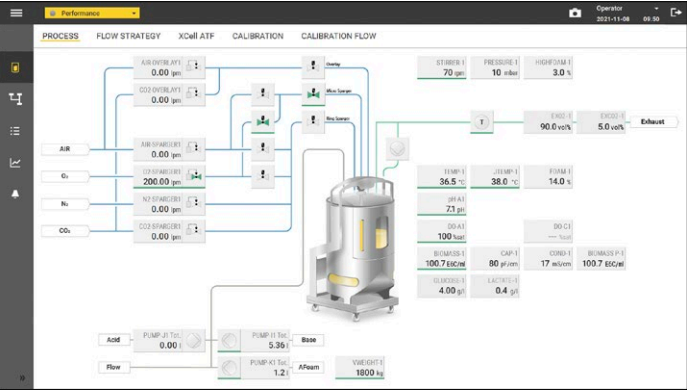 Performance
Operator
2021-11-08 09:50
PROCESS FLOW STRATEGY XCell ATF CALIBRATION CALIBRATION FLOW
AIR OVERLAY1
0.00 lpm
Overlay
STIRRER-1
70 rpm
PRESSURE-1
10 mbar
HIGHFOAM-1
3.0 %
CO2 OVERLAY1
0.00 lpm
Micro Sparger
Ring Sparger
T
90.0 vol%
5.0 vol%
Exhaust
AIR
AIR-SPARGER1
0.00 lpm
O₂
O2-SPARGER1
200.00 lpm
TEMP-1
36.5 °C
JTEMP-1
38.0 °C
FOAM-1
14.0 %
N₂
N2-SPARGER1
0.00 lpm
pH-A1
7.1 pH
CO₂
CO2-SPARGER1
0.00 lpm
DO-A1
100 %sat
DO-C1
--- %sat
BIOMASS-1
100.7 E6C/ml
CAP-1
80 pF/cm
COND-1
17 mS/cm
BIOMASS P-1
100.7 E6C/ml
GLUCOSE-1
4.00 g/l
LACTATE-1
0.4 g/l
Acid
PUMP-J1 Tot.
0.00 l
PUMP-I1 Tot.
5.36 l
Base
Flow
PUMP-K1 Tot.
1.2 l
AFoam
VWEIGHT-1
1800 kg